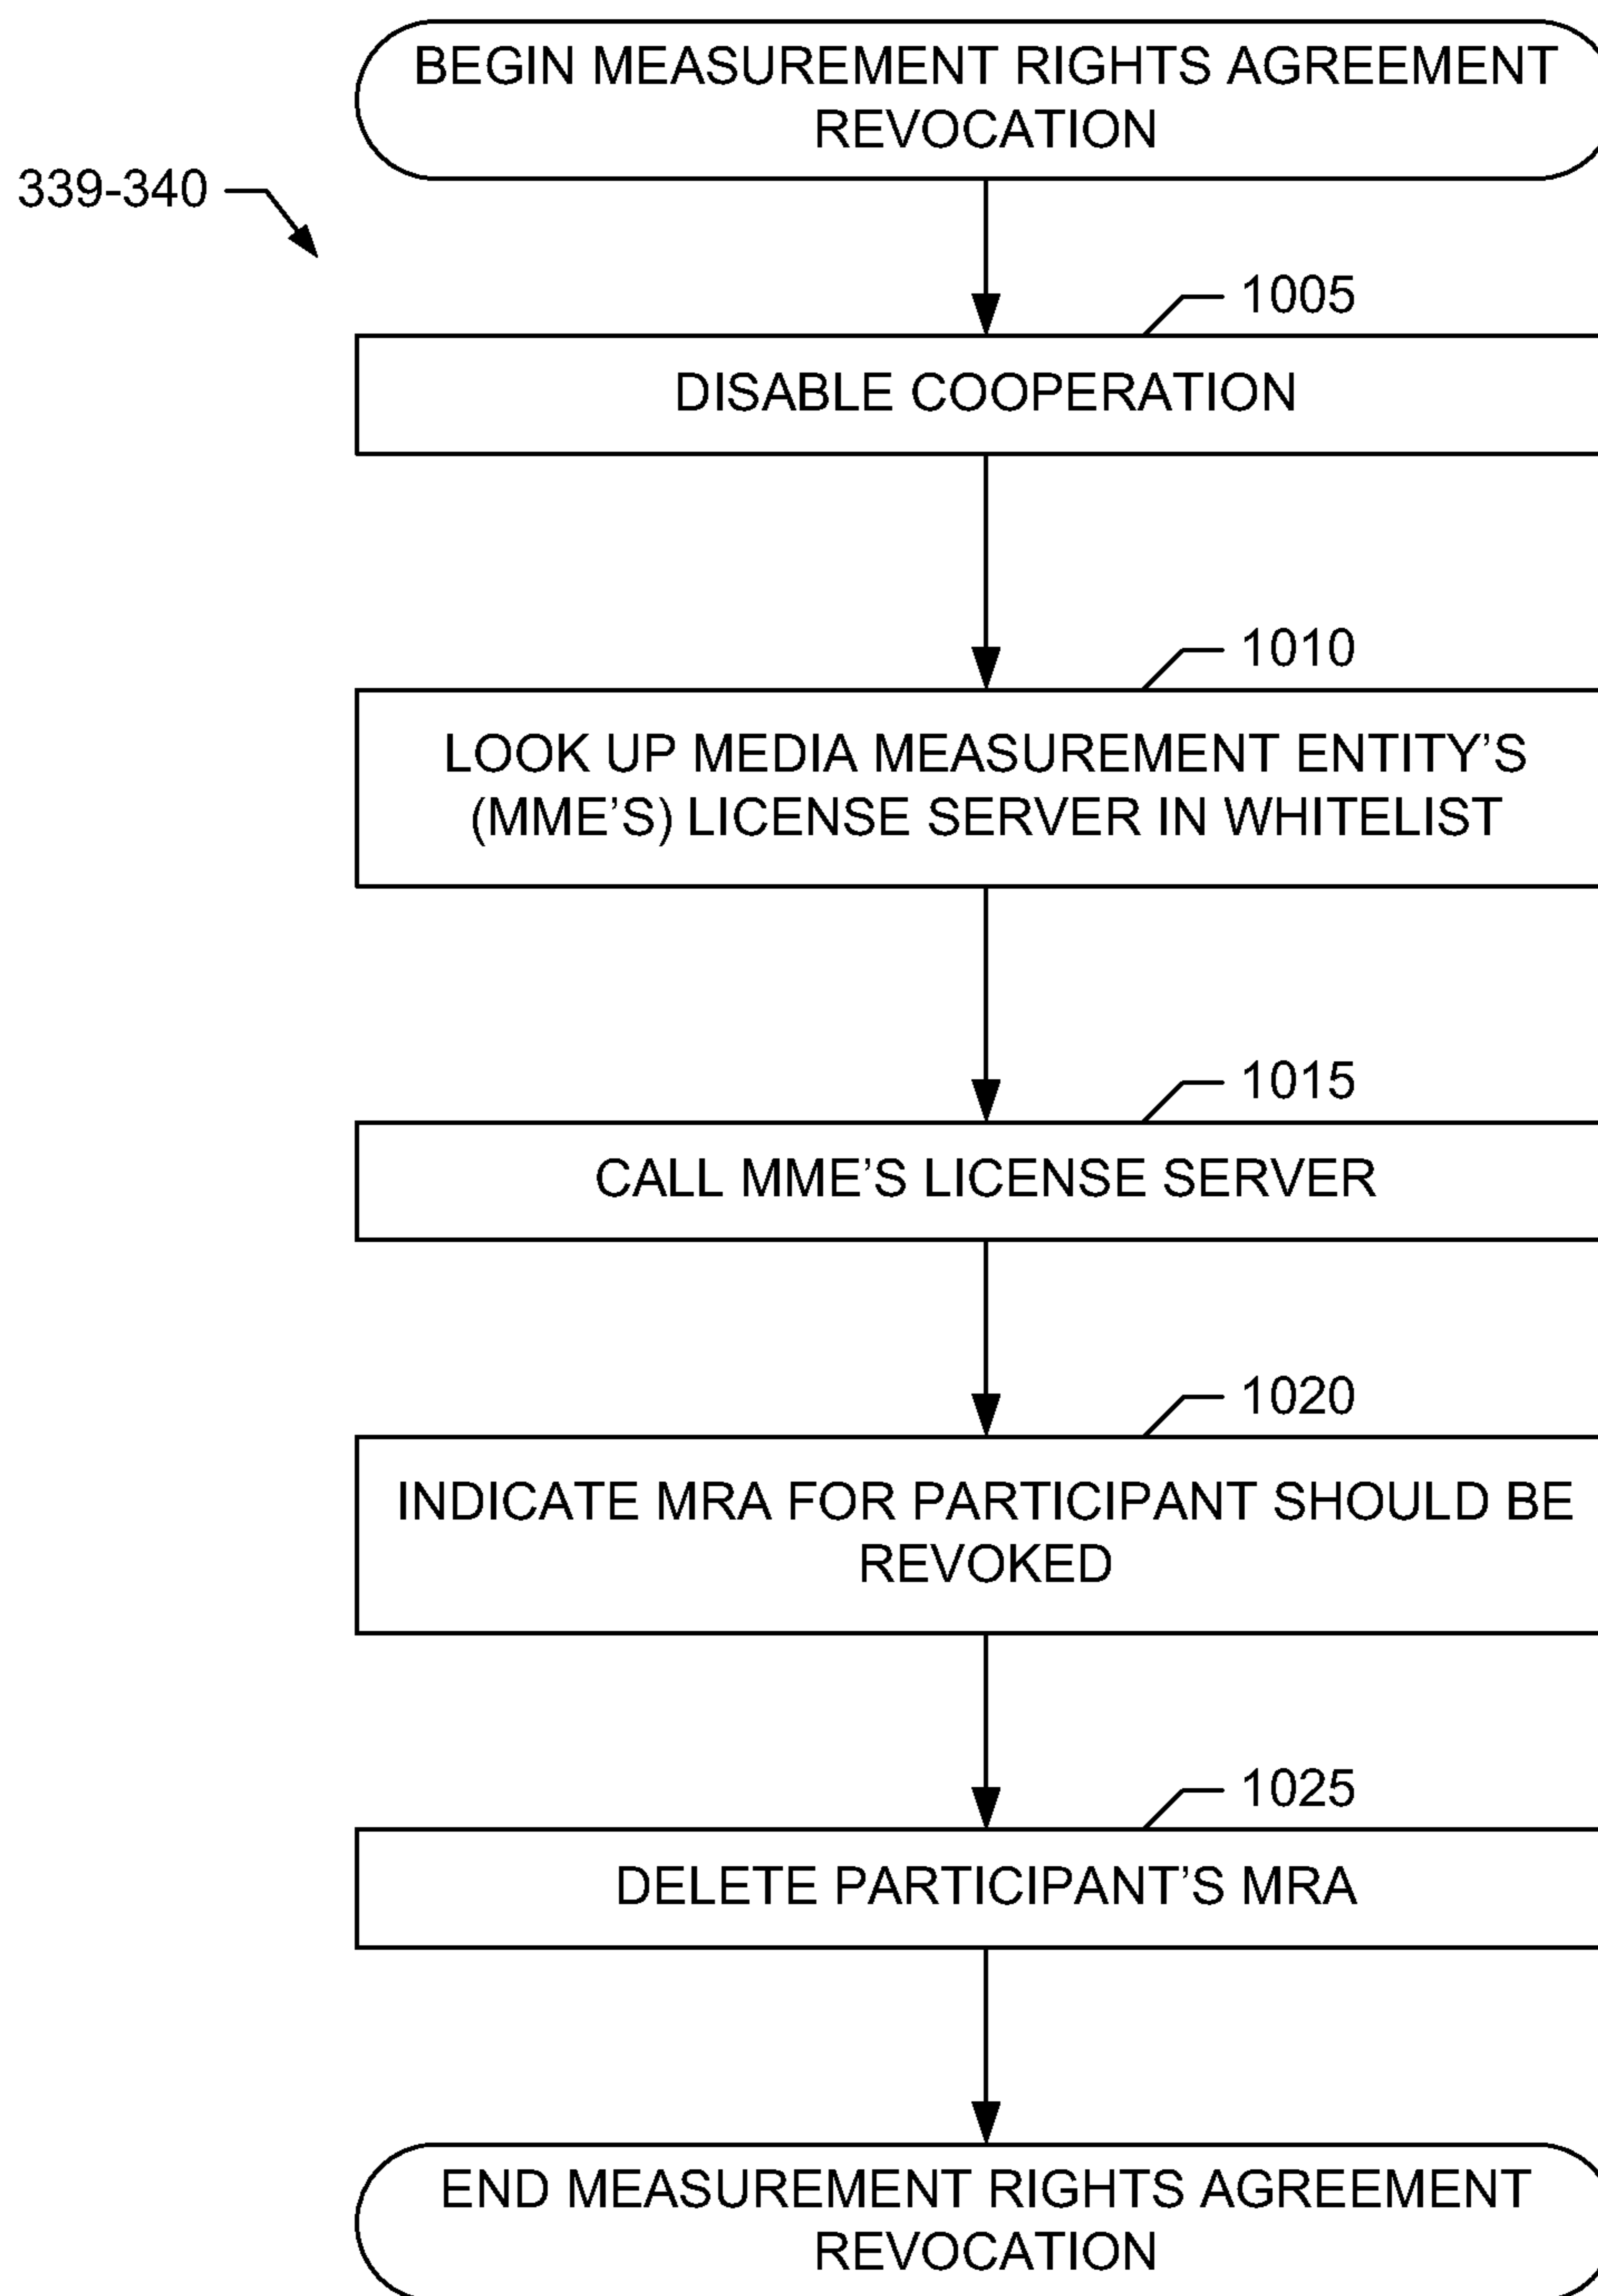 BEGIN MEASUREMENT RIGHTS AGREEMENT
REVOCATION
339-340
1005
DISABLE COOPERATION
1010
LOOK UP MEDIA MEASUREMENT ENTITY’S
(MME’S) LICENSE SERVER IN WHITELIST
1015
CALL MME’S LICENSE SERVER
1020
INDICATE MRA FOR PARTICIPANT SHOULD BE
REVOKED
1025
DELETE PARTICIPANT’S MRA
END MEASUREMENT RIGHTS AGREEMENT
REVOCATION